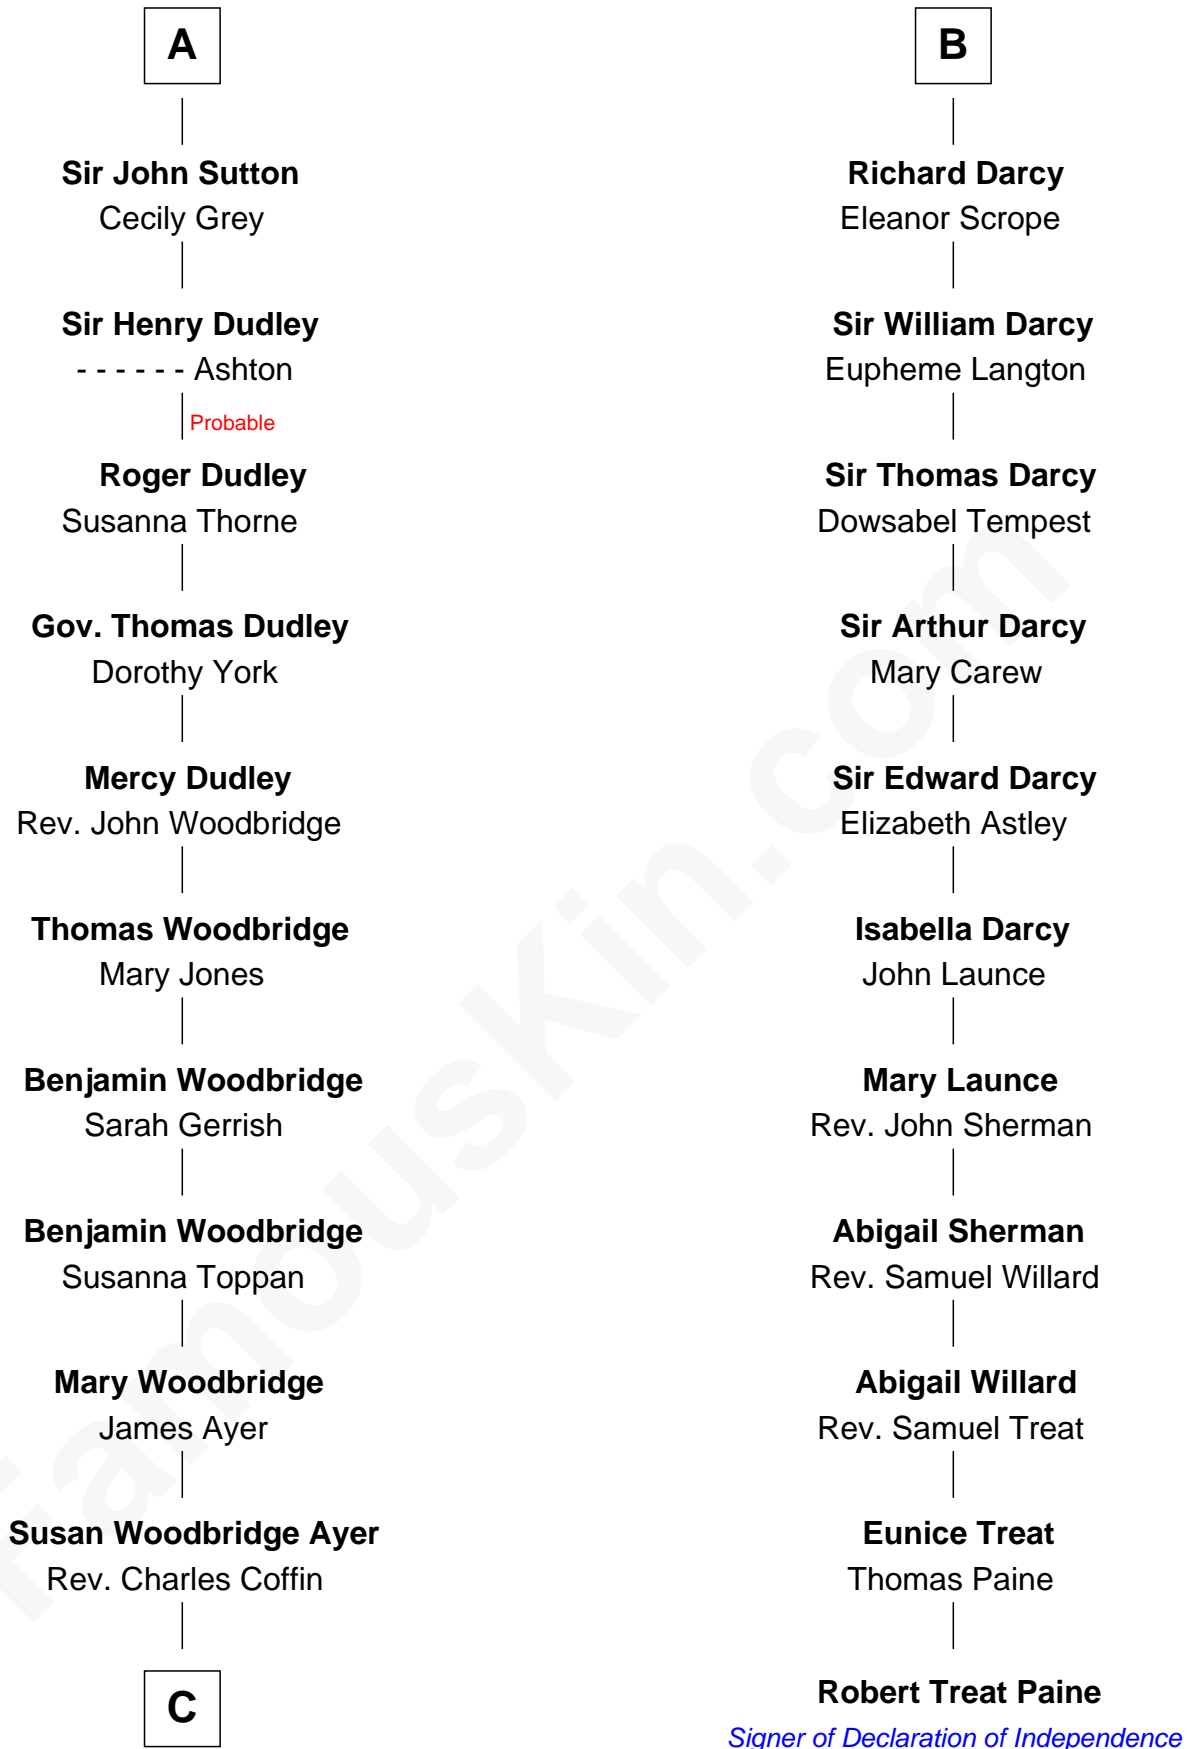 A
Sir John Sutton
Cecily Grey
Sir Henry Dudley
- - - - - - Ashton
Probable
Roger Dudley
Susanna Thorne
Gov. Thomas Dudley
Dorothy York
Mercy Dudley
Rev. John Woodbridge
Thomas Woodbridge
Mary Jones
Benjamin Woodbridge
Sarah Gerrish
Benjamin Woodbridge
Susanna Toppan
Mary Woodbridge
James Ayer
Susan Woodbridge Ayer
Rev. Charles Coffin
C
B
Richard Darcy
Eleanor Scrope
Sir William Darcy
Eupheme Langton
Sir Thomas Darcy
Dowsabel Tempest
Sir Arthur Darcy
Mary Carew
Sir Edward Darcy
Elizabeth Astley
Isabella Darcy
John Launce
Mary Launce
Rev. John Sherman
Abigail Sherman
Rev. Samuel Willard
Abigail Willard
Rev. Samuel Treat
Eunice Treat
Thomas Paine
Robert Treat Paine
Signer of Declaration of Independence
FamousKin.com